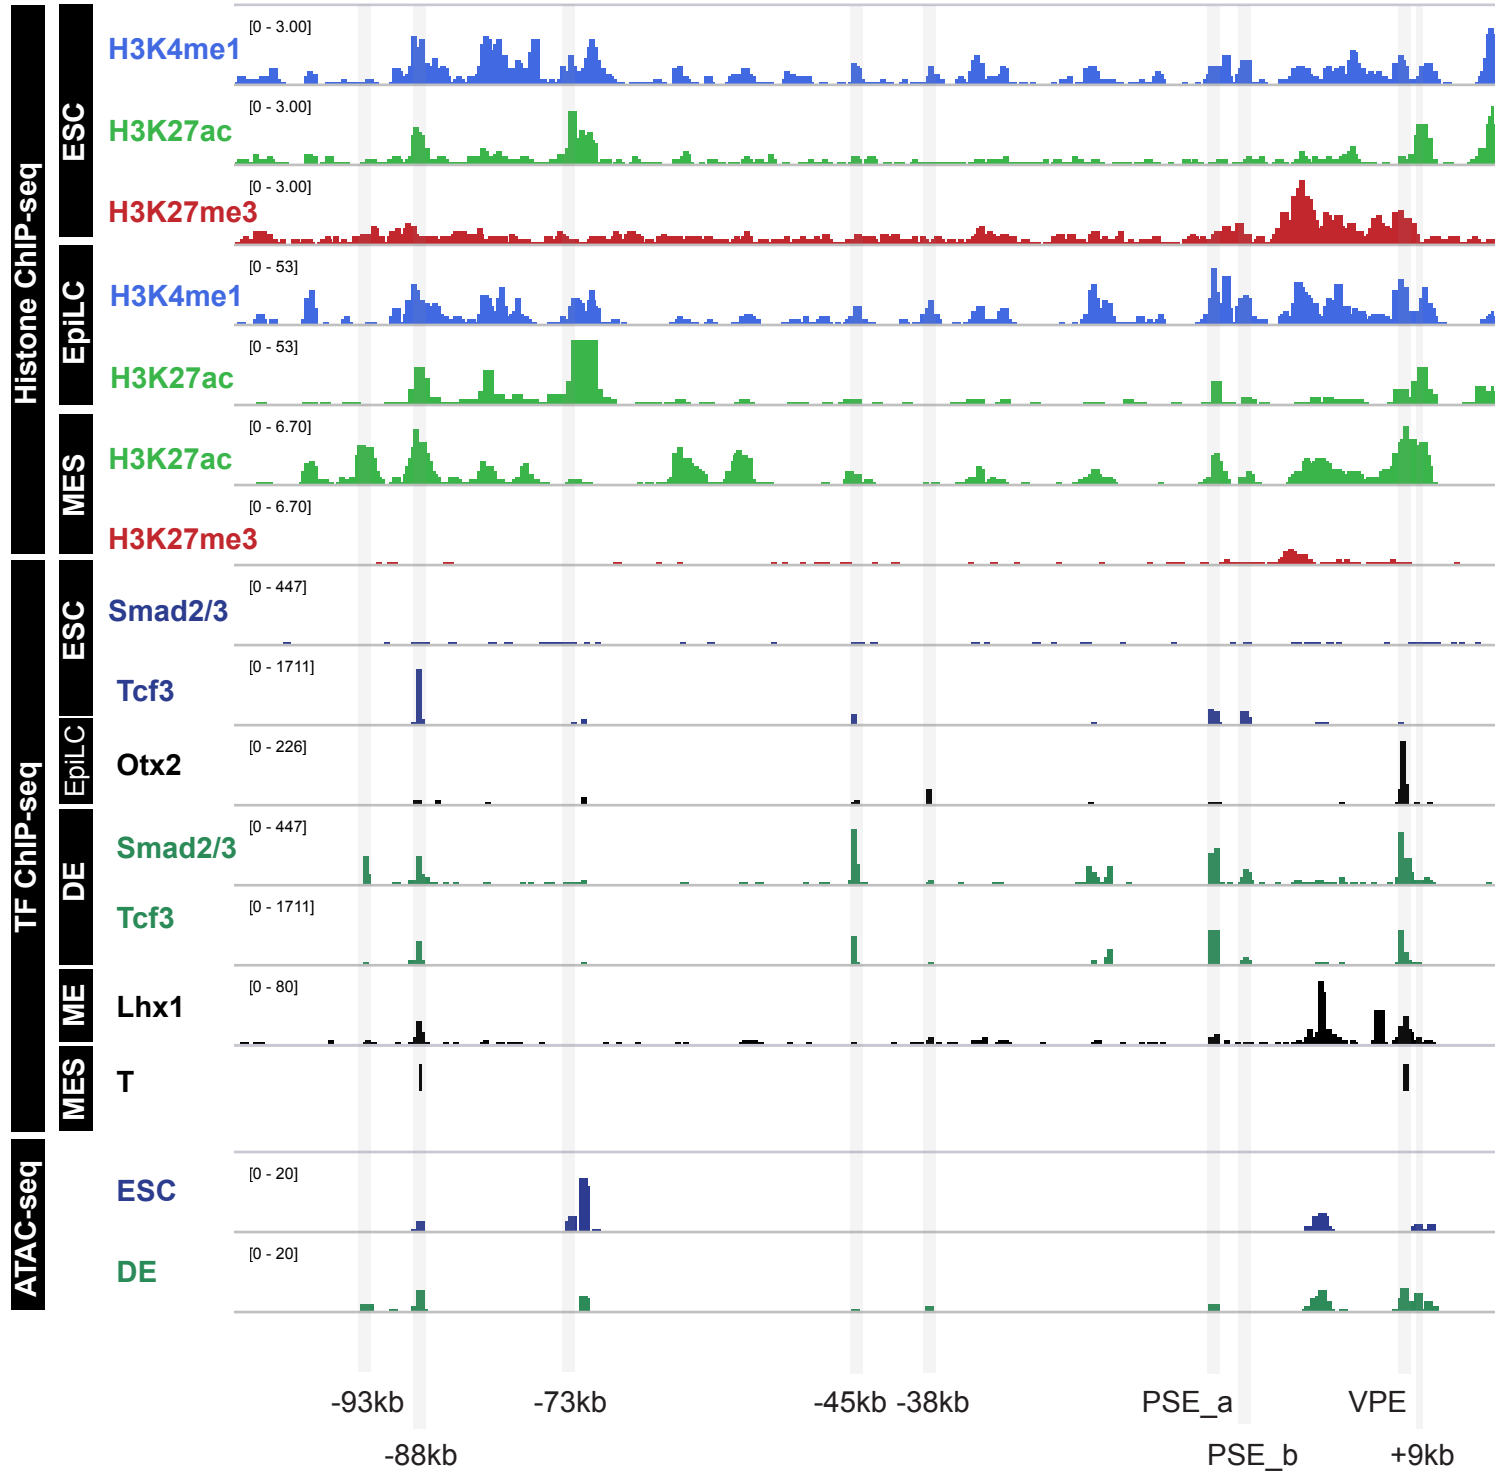 Histone ChIP-seq
ESC
H3K4me1
[0 - 3.00]
H3K27ac
[0 - 3.00]
H3K27me3
[0 - 3.00]
EpiLC
H3K4me1
[0 - 53]
H3K27ac
[0 - 53]
MES
H3K27ac
[0 - 6.70]
H3K27me3
[0 - 6.70]
TF ChIP-seq
ESC
Smad2/3
[0 - 447]
Tcf3
[0 - 1711]
EpiLC
Otx2
[0 - 226]
DE
Smad2/3
[0 - 447]
Tcf3
[0 - 1711]
ME
Lhx1
[0 - 80]
MES
T
ATAC-seq
ESC
[0 - 20]
DE
[0 - 20]
-93kb -73kb -45kb -38kb PSE_a VPE
-88kb PSE_b +9kb